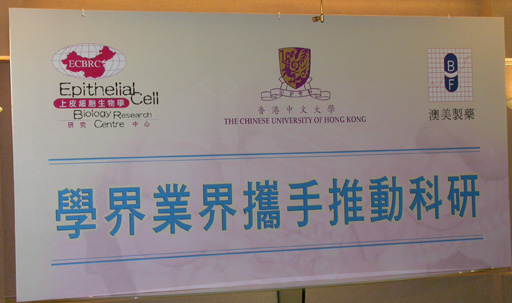 ECBRC
Epithelial
上皮細胞生物學 Cell
Biology Research
研究 Centre 中心
香港中文大學
THE CHINESE UNIVERSITY OF HONG KONG
B
F
澳美製藥
學界業界攜手推動科研